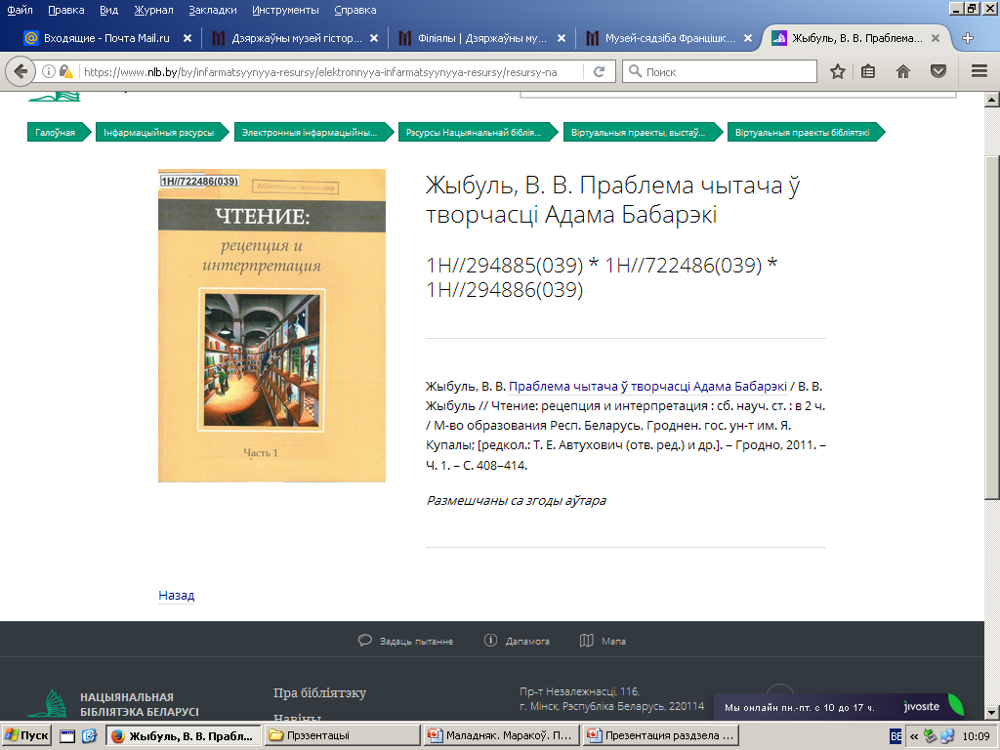 Файл Правка Вид Журнал Закладки Инструменты Справка
Входящие - Почта Mail.ru
Дзяржаўны музей гістор...
Філіялы | Дзяржаўны му...
Музей-сядзіба Францішк...
Жыбуль, В. В. Праблема...
https://www.nlb.by/by/infarmatsyynyya-resursy/elektronnyya-infarmatsyynyya-resursy/resursy-na
Поиск
Галоўная
Інфармацыйныя рэсурсы
Электронныя інфармацыйны...
Рэсурсы Нацыянальнай біблія...
Віртуальныя праекты, выстаў...
Віртуальныя праекты бібліятэкі
1Н//722486(039)
ЧТЕНИЕ:
рецепция и
интерпретация
Часть 1
Жыбуль, В. В. Праблема чытача ў
творчасці Адама Бабарэкі
1Н//294885(039) * 1Н//722486(039) *
1Н//294886(039)
Жыбуль, В. В. Праблема чытача ў творчасці Адама Бабарэкі / В. В.
Жыбуль // Чтение: рецепция и интерпретация : сб. науч. ст. : в 2 ч.
/ М-во образования Респ. Беларусь, Гроднен. гос. ун-т им. Я.
Купалы; [редкол.: Т. Е. Автухович (отв. ред.) и др.]. – Гродно, 2011. –
Ч. 1. – С. 408–414.
Размешчаны са згоды аўтара
Назад
Задаць пытанне
Дапамога
Мапа
НАЦЫЯНАЛЬНАЯ
БІБЛІЯТЭКА БЕЛАРУСІ
Пра бібліятэку
Навіны
Пр-т Незалежнасці, 116,
г. Мінск, Рэспубліка Беларусь, 220114
Мы онлайн пн.-пт. с 10 до 17 ч.
jivosite
Пуск
Жыбуль, В. В. Прабл...
Прэзентацыі
Маладняк. Маракоў. П...
Презентация раздзела ...
BE
«
10:09